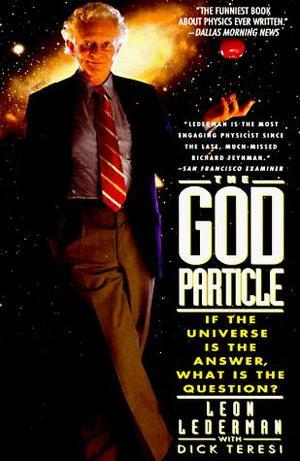 "THE FUNNIEST BOOK
ABOUT PHYSICS EVER WRITTEN."
—DALLAS MORNING NEWS
"LEDERMAN IS THE MOST
ENGAGING PHYSICIST SINCE
THE LATE, MUCH-MISSED
RICHARD FEYNMAN."
—SAN FRANCISCO EXAMINER
THE
GOD
PARTICLE
IF THE
UNIVERSE
IS THE
ANSWER,
WHAT IS THE
QUESTION?
LEON
LEDERMAN
WITH
DICK TERESI